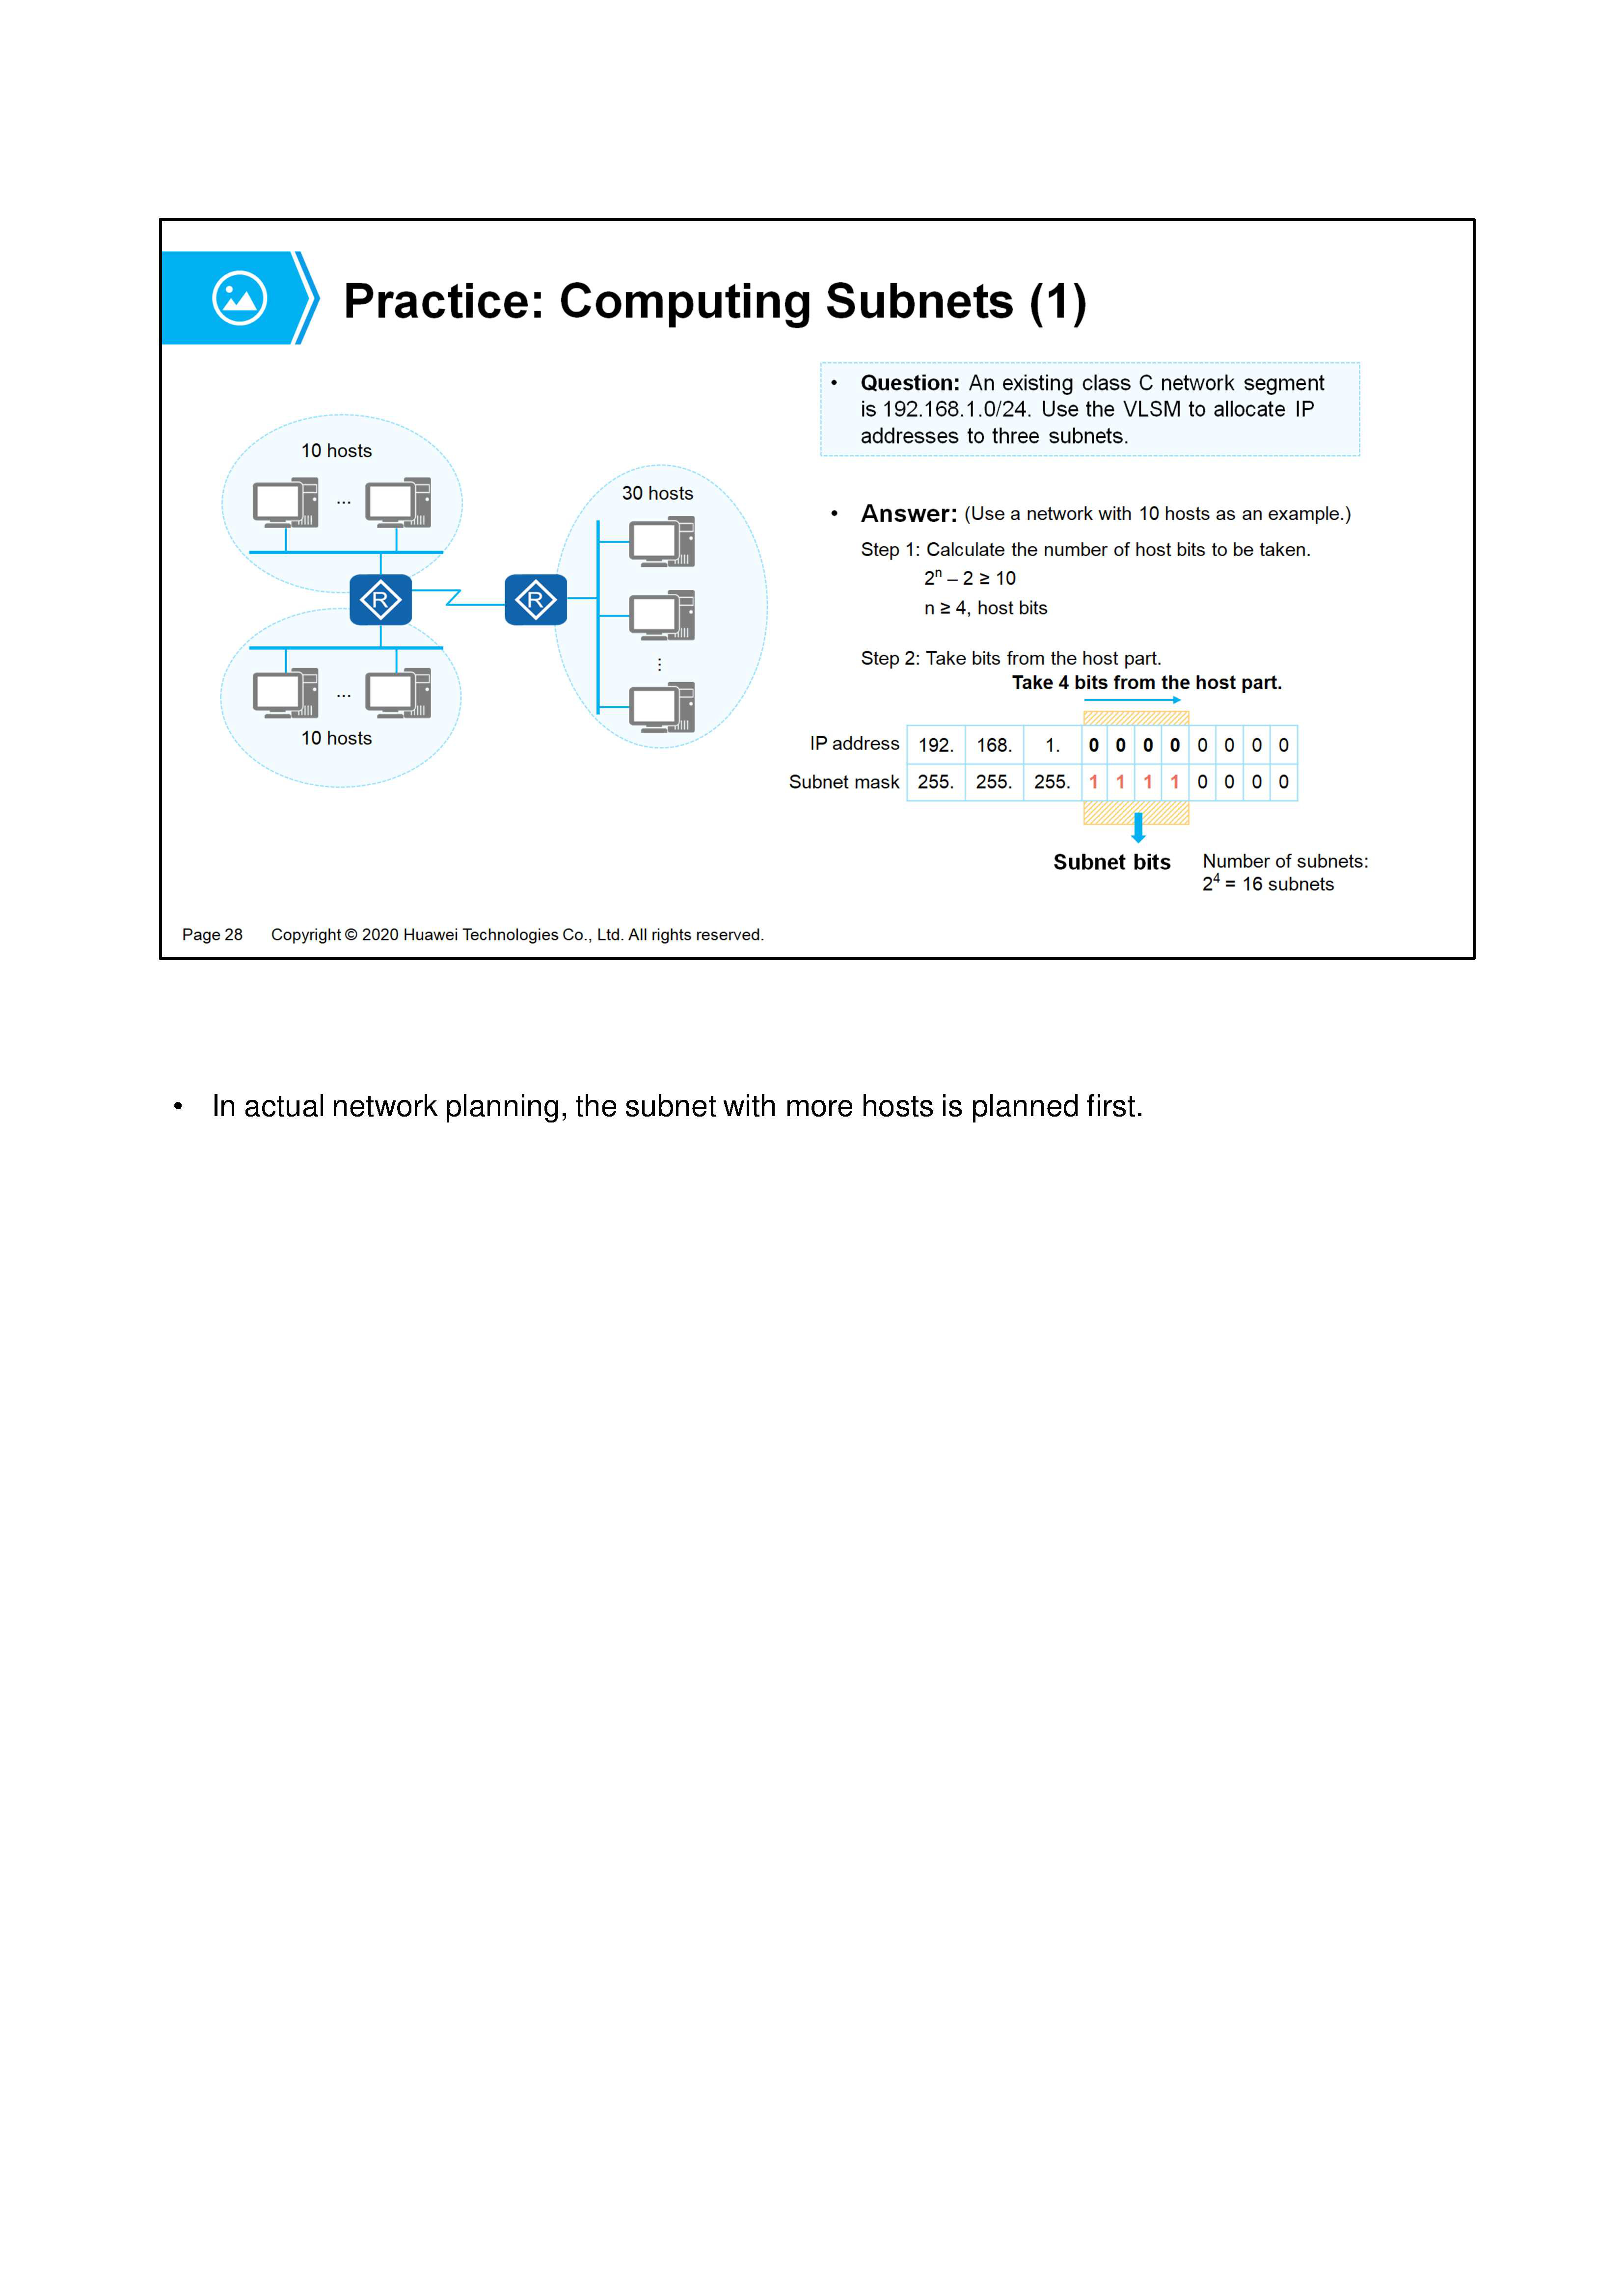 Practice: Computing Subnets (1)
10 hosts
...
R
...
10 hosts
R
30 hosts
...
• Question: An existing class C network segment
is 192.168.1.0/24. Use the VLSM to allocate IP
addresses to three subnets.
• Answer: (Use a network with 10 hosts as an example.)
Step 1: Calculate the number of host bits to be taken.
2ⁿ – 2 ≥ 10
n ≥ 4, host bits
Step 2: Take bits from the host part.
Take 4 bits from the host part.
IP address 192. 168. 1. 0 0 0 0 0 0 0 0
Subnet mask 255. 255. 255. 1 1 1 1 0 0 0 0
Subnet bits
Number of subnets:
2⁴ = 16 subnets
Page 28 Copyright © 2020 Huawei Technologies Co., Ltd. All rights reserved.
• In actual network planning, the subnet with more hosts is planned first.